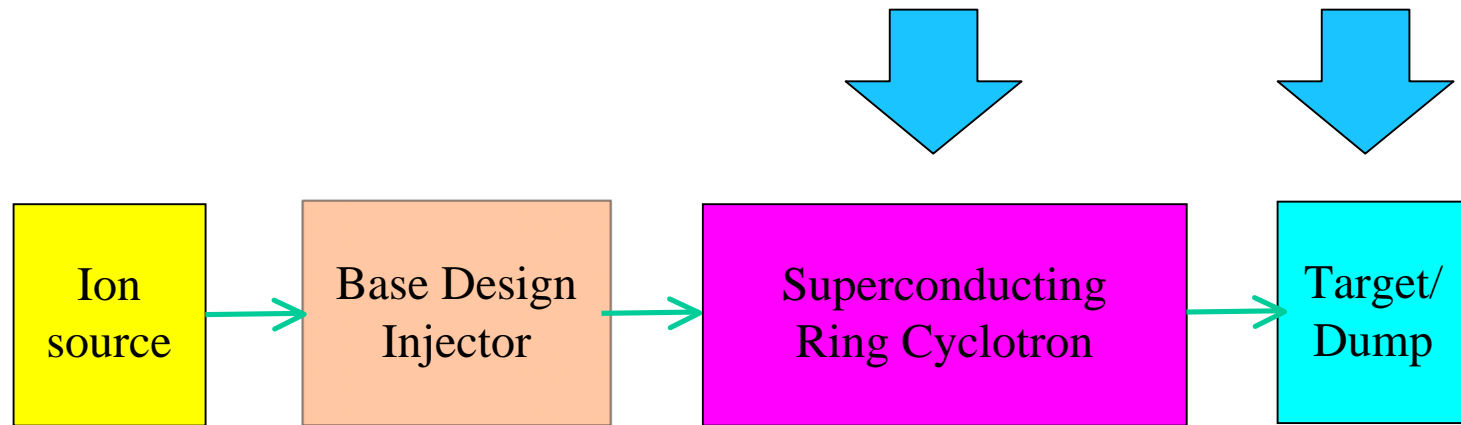 Ion
source
Base Design
Injector
Superconducting
Ring Cyclotron
Target/
Dump